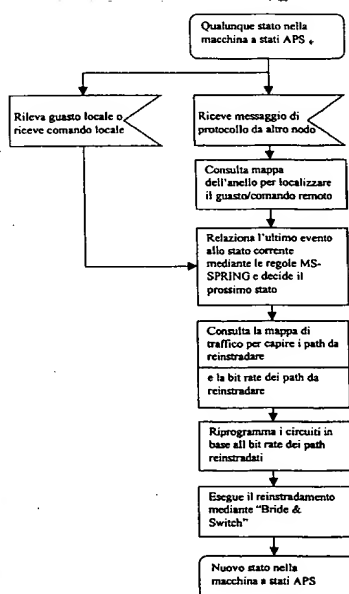 Qualunque stato nella
macchina a stati APS
Rileva guasto locale o
riceve comando locale
Riceve messaggio di
protocollo da altro nodo
Consulta mappa
dell'anello per localizzare
il guasto/comando remoto
Relaziona l'ultimo evento
allo stato corrente
mediante le regole MS-
SPRING e decide il
prossimo stato
Consulta la mappa di
traffico per capire i path da
reinstradare
e la bit rate dei path da
reinstradare
Riprogramma i circuiti in
base all bit rate dei path
reinstradati
Esegue il reinstradamento
mediante "Bride &
Switch"
Nuovo stato nella
macchina a stati APS